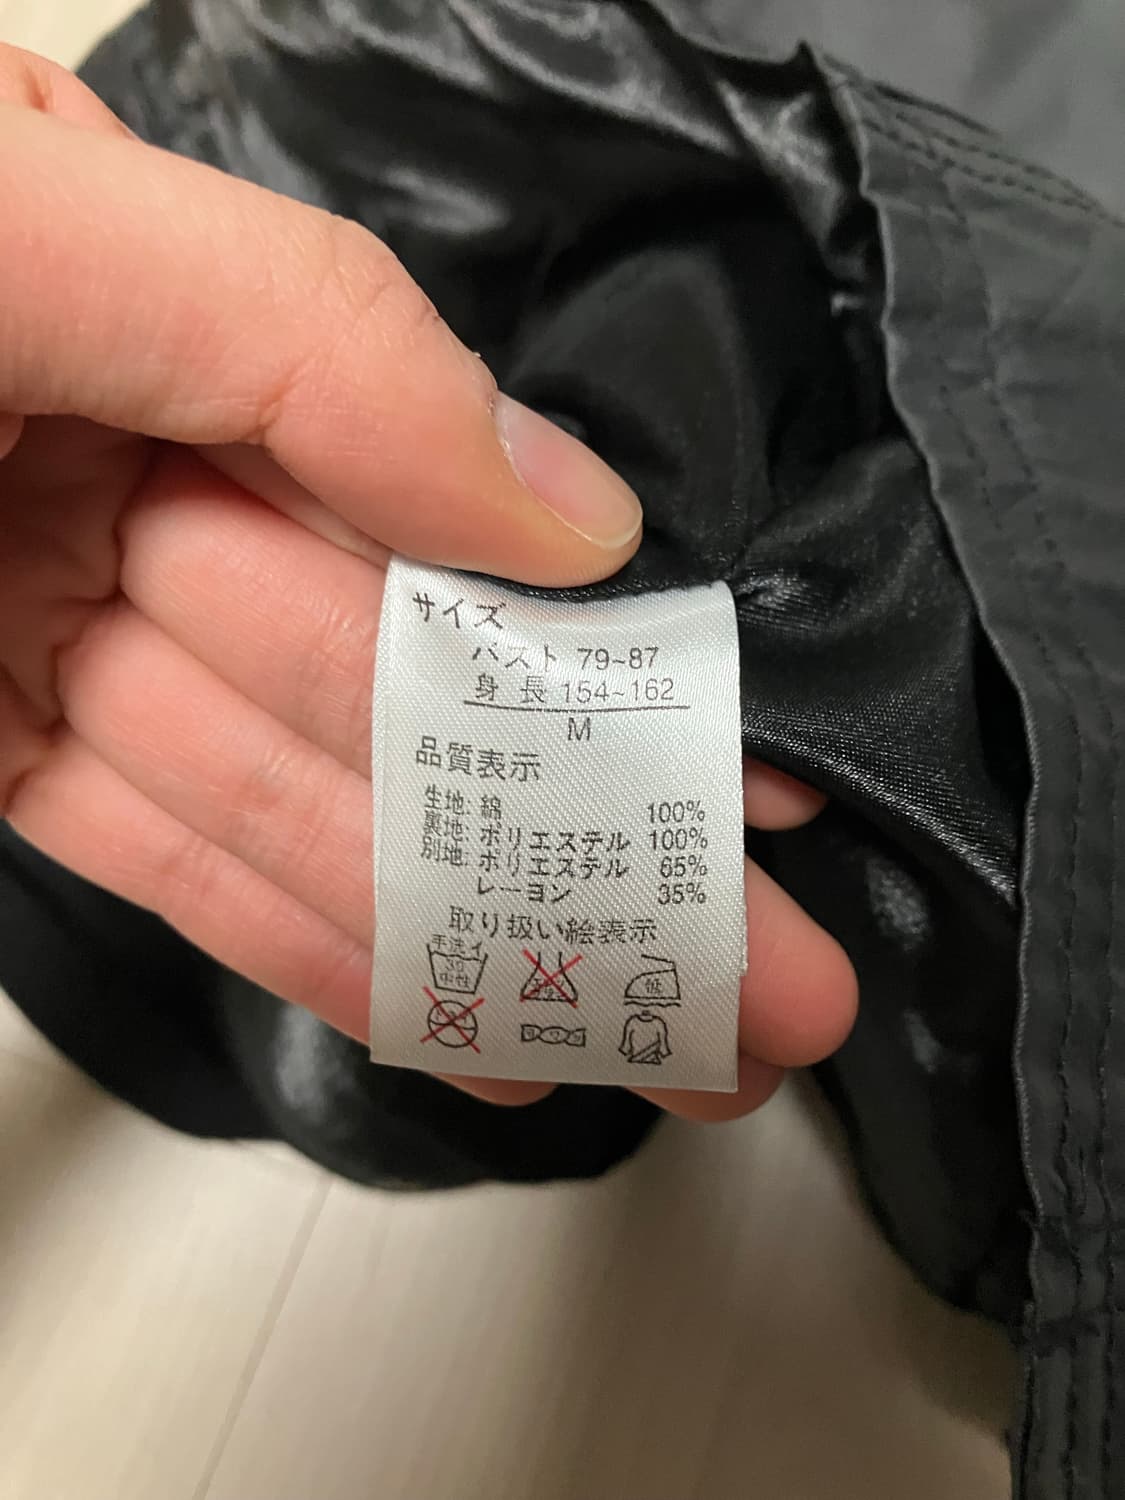 サイズ
バスト 79~87
身 長 154~162
M
品質表示
生地: 綿 100%
裏地: ポリエステル 100%
別地: ポリエステル 65%
レーヨン 35%
取り扱い絵表示
手洗イ
30
中性
低